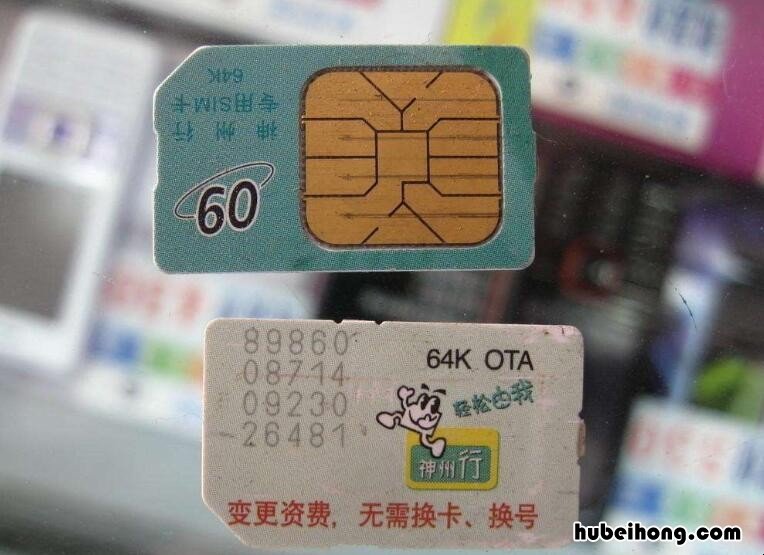 64K
专用SIM卡
神州行
60
89860
08714
09230
-26481
64K OTA
轻松由我
神州行
变更资费，无需换卡、换号
hubeihong.com